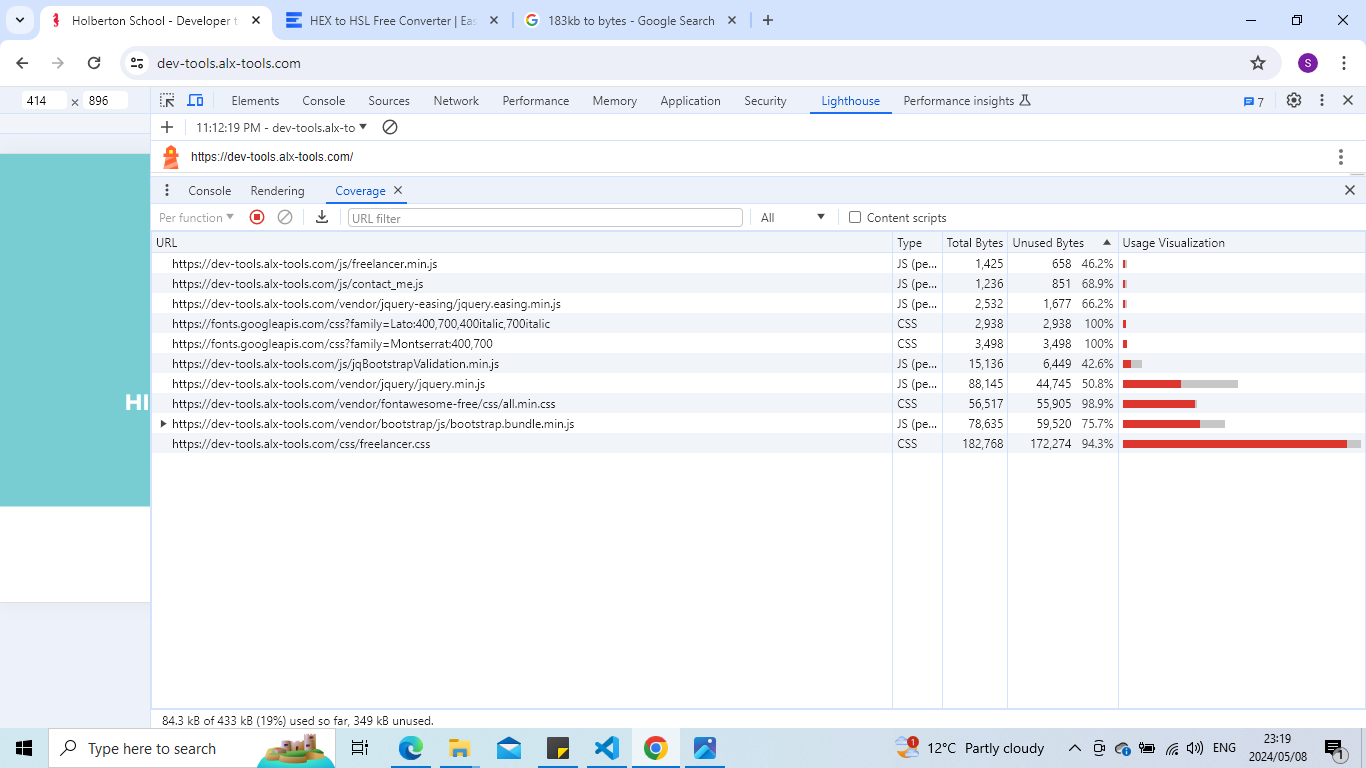 Holberton School - Developer t
HEX to HSL Free Converter | Eas
183kb to bytes - Google Search
dev-tools.alx-tools.com
S
414 × 896
Elements Console Sources Network Performance Memory Application Security Lighthouse Performance insights 7
11:12:19 PM - dev-tools.alx-to
https://dev-tools.alx-tools.com/
Console Rendering Coverage
Per function URL filter All Content scripts
URL Type Total Bytes Unused Bytes Usage Visualization
https://dev-tools.alx-tools.com/js/freelancer.min.js JS (pe... 1,425 658 46.2%
https://dev-tools.alx-tools.com/js/contact_me.js JS (pe... 1,236 851 68.9%
https://dev-tools.alx-tools.com/vendor/jquery-easing/jquery.easing.min.js JS (pe... 2,532 1,677 66.2%
https://fonts.googleapis.com/css?family=Lato:400,700,400italic,700italic CSS 2,938 2,938 100%
https://fonts.googleapis.com/css?family=Montserrat:400,700 CSS 3,498 3,498 100%
https://dev-tools.alx-tools.com/js/jqBootstrapValidation.min.js JS (pe... 15,136 6,449 42.6%
https://dev-tools.alx-tools.com/vendor/jquery/jquery.min.js JS (pe... 88,145 44,745 50.8%
https://dev-tools.alx-tools.com/vendor/fontawesome-free/css/all.min.css CSS 56,517 55,905 98.9%
https://dev-tools.alx-tools.com/vendor/bootstrap/js/bootstrap.bundle.min.js JS (pe... 78,635 59,520 75.7%
https://dev-tools.alx-tools.com/css/freelancer.css CSS 182,768 172,274 94.3%
HI
84.3 kB of 433 kB (19%) used so far, 349 kB unused.
Type here to search
1
12°C Partly cloudy
ENG
23:19
2024/05/08
1